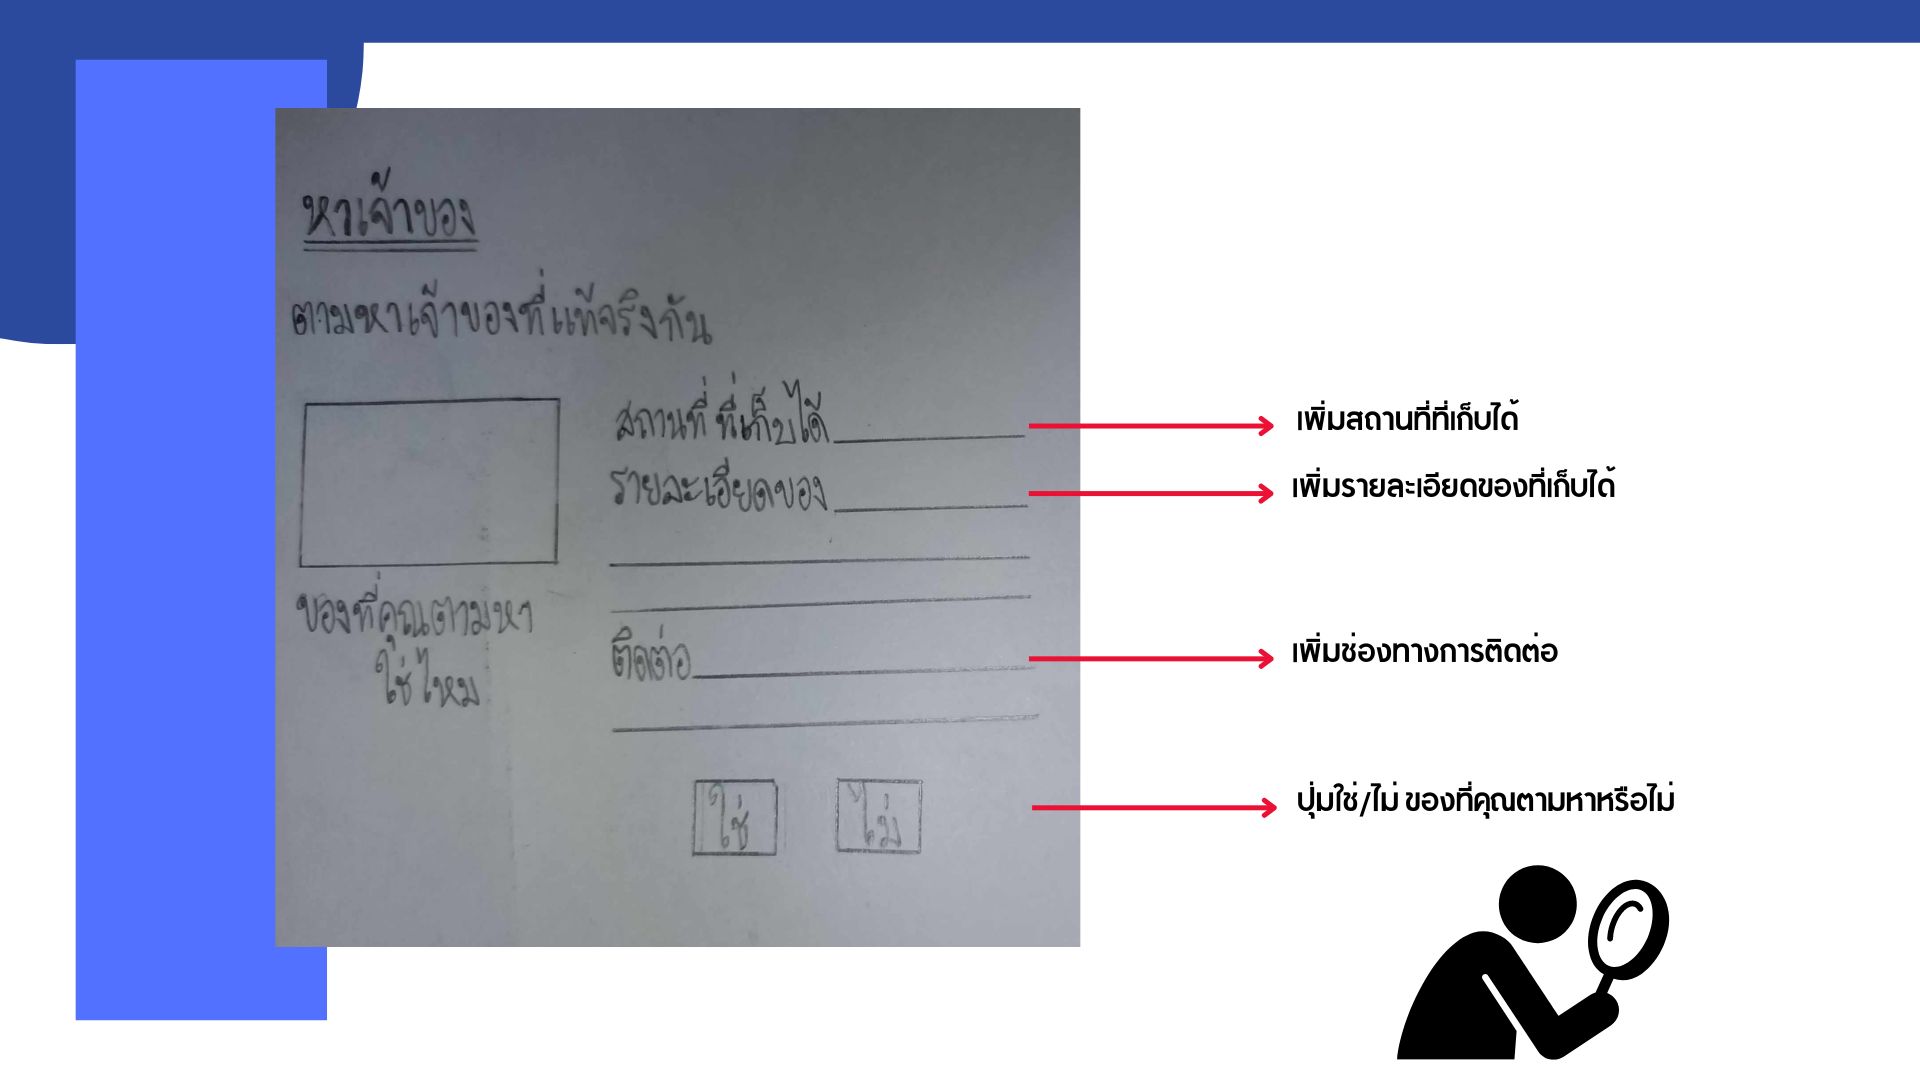 หาเจ้าของ
ตามหาเจ้าของที่แท้จริงกัน
สถานที่ ที่เก็บได้
รายละเอียดของ
ของที่คุณตามหา
ใช่ไหม
ติดต่อ
ใช่
ไม่
เพิ่มสถานที่ที่เก็บได้
เพิ่มรายละเอียดของที่เก็บได้
เพิ่มช่องทางการติดต่อ
ปุ่มใช่/ไม่ ของที่คุณตามหาหรือไม่